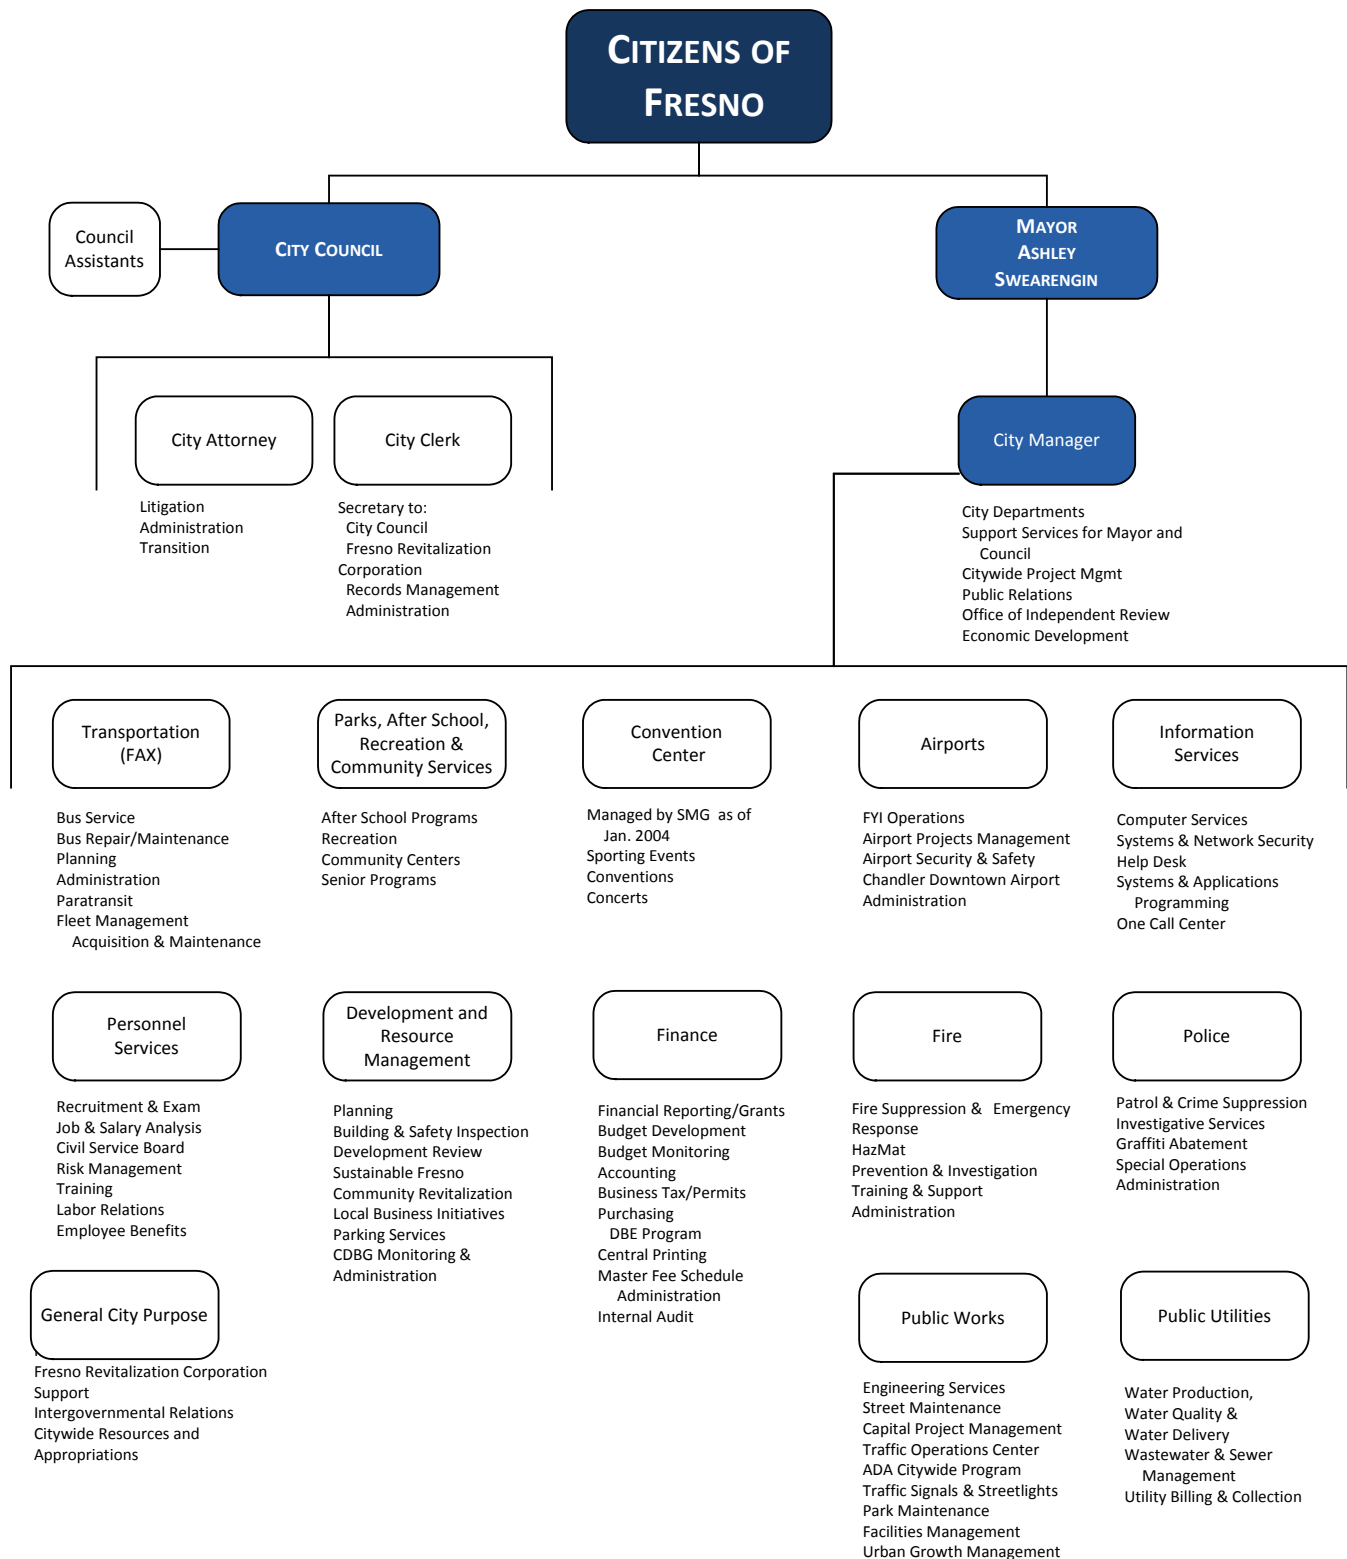 CITIZENS OF
FRESNO
Council
Assistants
CITY COUNCIL
MAYOR
ASHLEY
SWEARENGIN
City Attorney
City Clerk
City Manager
Litigation
Administration
Transition
Secretary to:
City Council
Fresno Revitalization
Corporation
Records Management
Administration
City Departments
Support Services for Mayor and
Council
Citywide Project Mgmt
Public Relations
Office of Independent Review
Economic Development
Transportation
(FAX)
Bus Service
Bus Repair/Maintenance
Planning
Administration
Paratransit
Fleet Management
Acquisition & Maintenance
Parks, After School,
Recreation &
Community Services
After School Programs
Recreation
Community Centers
Senior Programs
Convention
Center
Managed by SMG as of
Jan. 2004
Sporting Events
Conventions
Concerts
Airports
FYI Operations
Airport Projects Management
Airport Security & Safety
Chandler Downtown Airport
Administration
Information
Services
Computer Services
Systems & Network Security
Help Desk
Systems & Applications
Programming
One Call Center
Personnel
Services
Recruitment & Exam
Job & Salary Analysis
Civil Service Board
Risk Management
Training
Labor Relations
Employee Benefits
Development and
Resource
Management
Planning
Building & Safety Inspection
Development Review
Sustainable Fresno
Community Revitalization
Local Business Initiatives
Parking Services
CDBG Monitoring &
Administration
Finance
Financial Reporting/Grants
Budget Development
Budget Monitoring
Accounting
Business Tax/Permits
Purchasing
DBE Program
Central Printing
Master Fee Schedule
Administration
Internal Audit
Fire
Fire Suppression & Emergency
Response
HazMat
Prevention & Investigation
Training & Support
Administration
Police
Patrol & Crime Suppression
Investigative Services
Graffiti Abatement
Special Operations
Administration
General City Purpose
Fresno Revitalization Corporation
Support
Intergovernmental Relations
Citywide Resources and
Appropriations
Public Works
Engineering Services
Street Maintenance
Capital Project Management
Traffic Operations Center
ADA Citywide Program
Traffic Signals & Streetlights
Park Maintenance
Facilities Management
Urban Growth Management
Public Utilities
Water Production,
Water Quality &
Water Delivery
Wastewater & Sewer
Management
Utility Billing & Collection